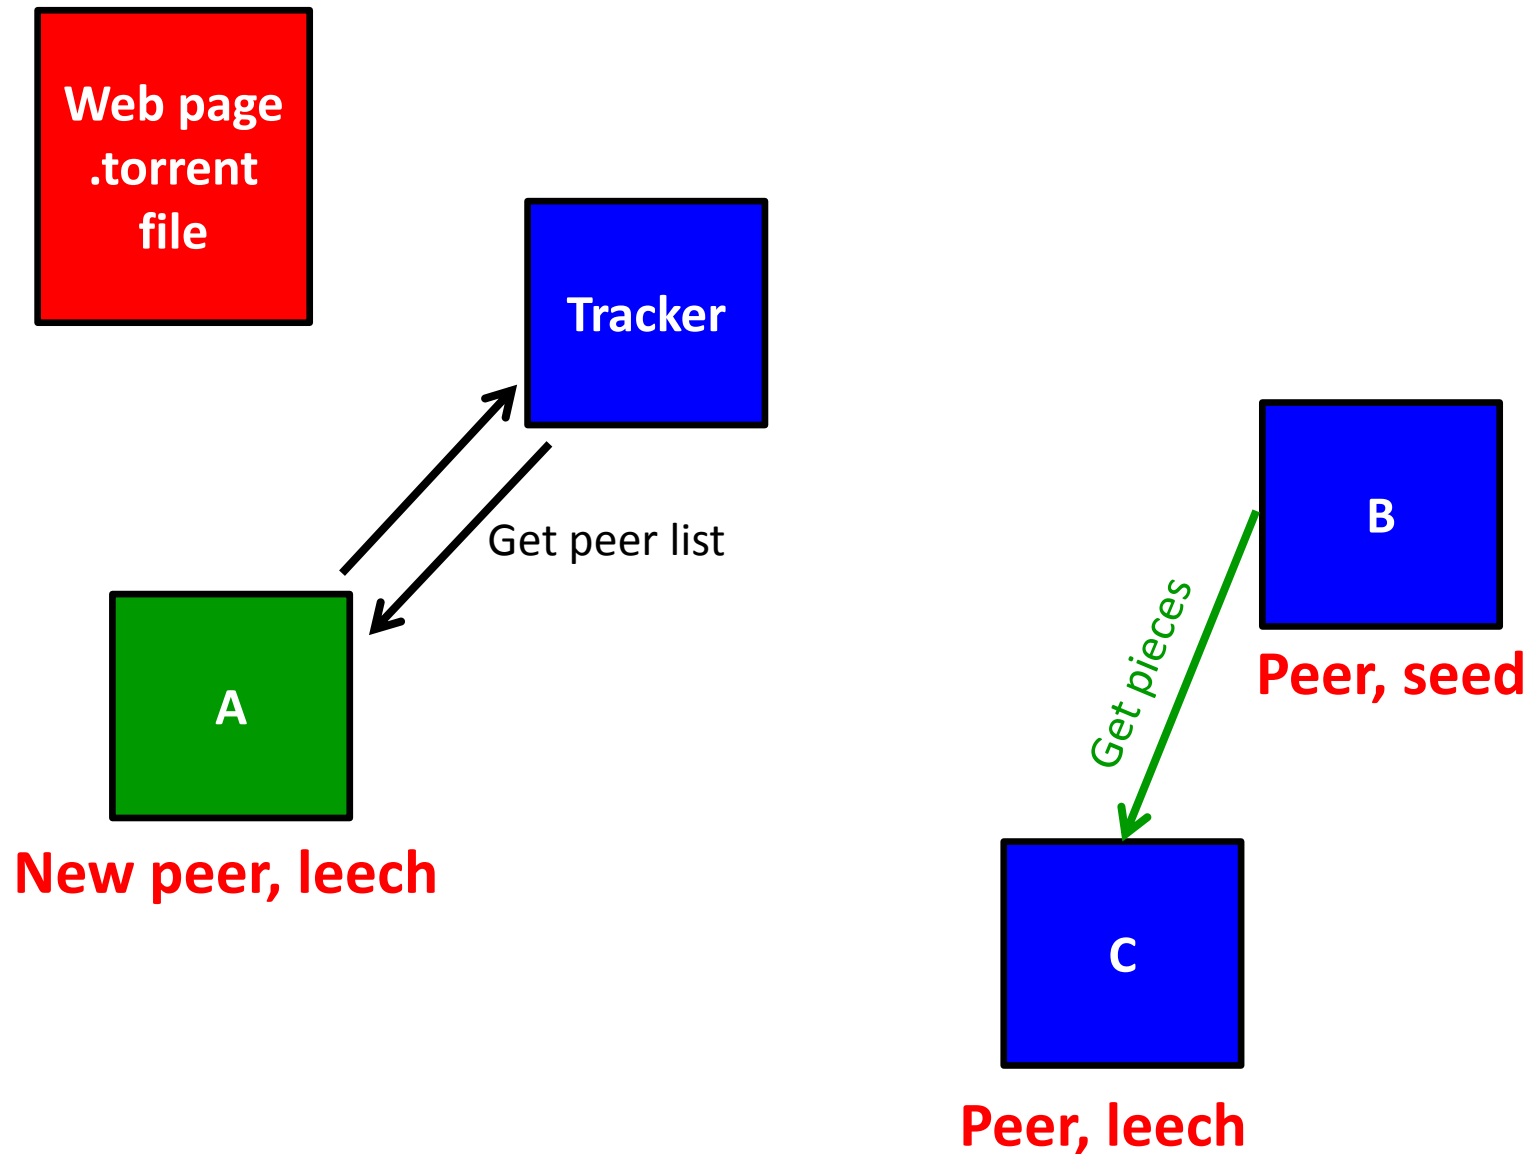 Web page
.torrent
file
Tracker
Get peer list
B
Get pieces
Peer, seed
A
New peer, leech
C
Peer, leech